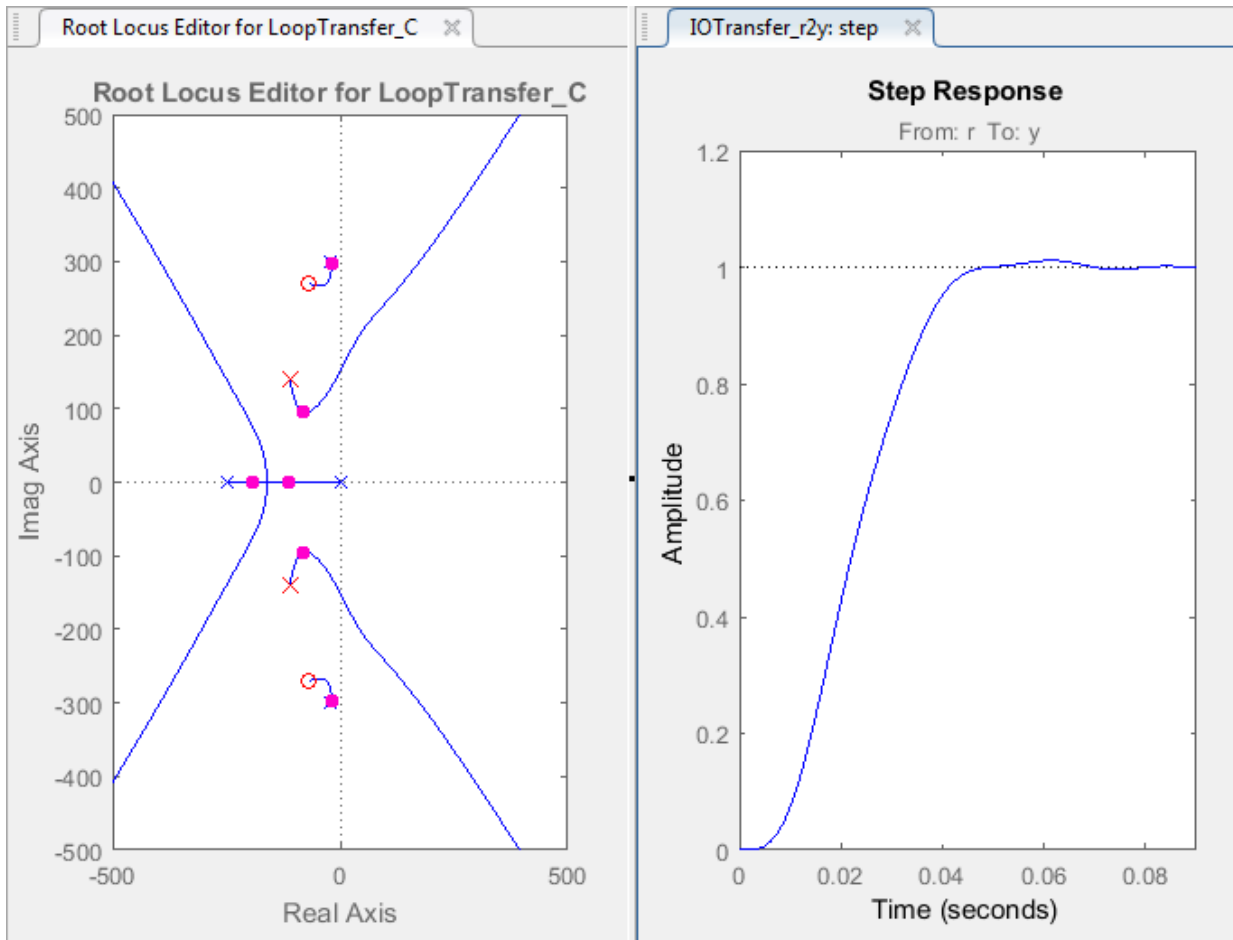 Root Locus Editor for LoopTransfer_C
Root Locus Editor for LoopTransfer_C
500
400
300
200
100
0
-100
-200
-300
-400
-500
Imag Axis
-500
0
500
Real Axis
IOTransfer_r2y: step
Step Response
From: r To: y
1.2
1
0.8
0.6
0.4
0.2
0
Amplitude
0
0.02
0.04
0.06
0.08
Time (seconds)